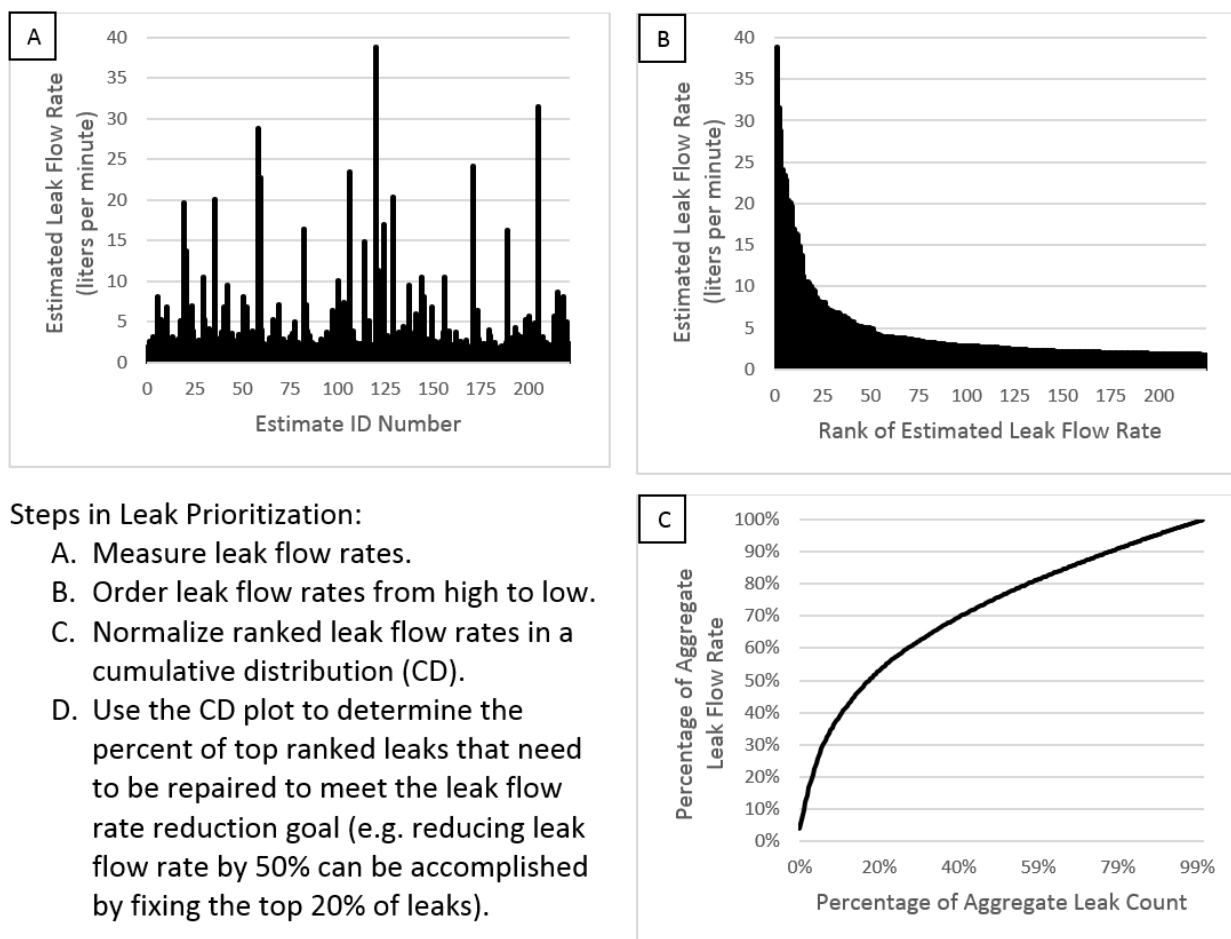 A
40
35
30
25
20
15
10
5
0
Estimated Leak Flow Rate
(liters per minute)
0 25 50 75 100 125 150 175 200
Estimate ID Number
B
40
35
30
25
20
15
10
5
0
Estimated Leak Flow Rate
(liters per minute)
0 25 50 75 100 125 150 175 200
Rank of Estimated Leak Flow Rate
Steps in Leak Prioritization:
A. Measure leak flow rates.
B. Order leak flow rates from high to low.
C. Normalize ranked leak flow rates in a
cumulative distribution (CD).
D. Use the CD plot to determine the
percent of top ranked leaks that need
to be repaired to meet the leak flow
rate reduction goal (e.g. reducing leak
flow rate by 50% can be accomplished
by fixing the top 20% of leaks).
C
100%
90%
80%
70%
60%
50%
40%
30%
20%
10%
0%
Percentage of Aggregate
Leak Flow Rate
0% 20% 40% 59% 79% 99%
Percentage of Aggregate Leak Count